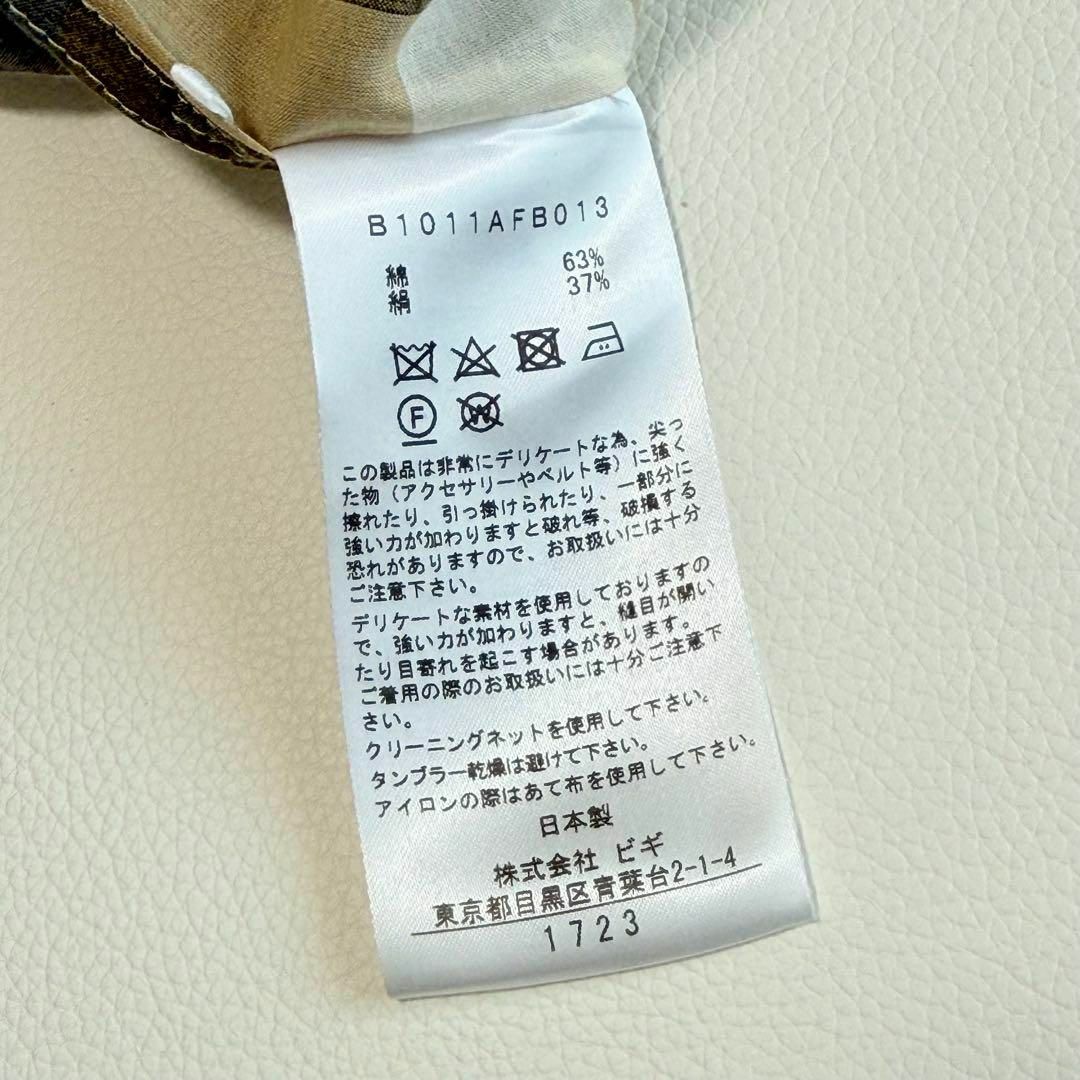 B1011AFB013
綿 63%
絹 37%
F
W
この製品は非常にデリケートな為、尖っ
た物（アクセサリーやベルト等）に強く
擦れたり、引っ掛けられたり、一部分に
強い力が加わりますと破れ等、破損する
恐れがありますので、お取扱いには十分
ご注意下さい。
デリケートな素材を使用しておりますの
で、強い力が加わりますと、縫目が開い
たり目寄れを起こす場合があります。
ご着用の際のお取扱いには十分ご注意下
さい。
クリーニングネットを使用して下さい。
タンブラー乾燥は避けて下さい。
アイロンの際はあて布を使用して下さい。
日本製
株式会社 ビギ
東京都目黒区青葉台2-1-4
1723